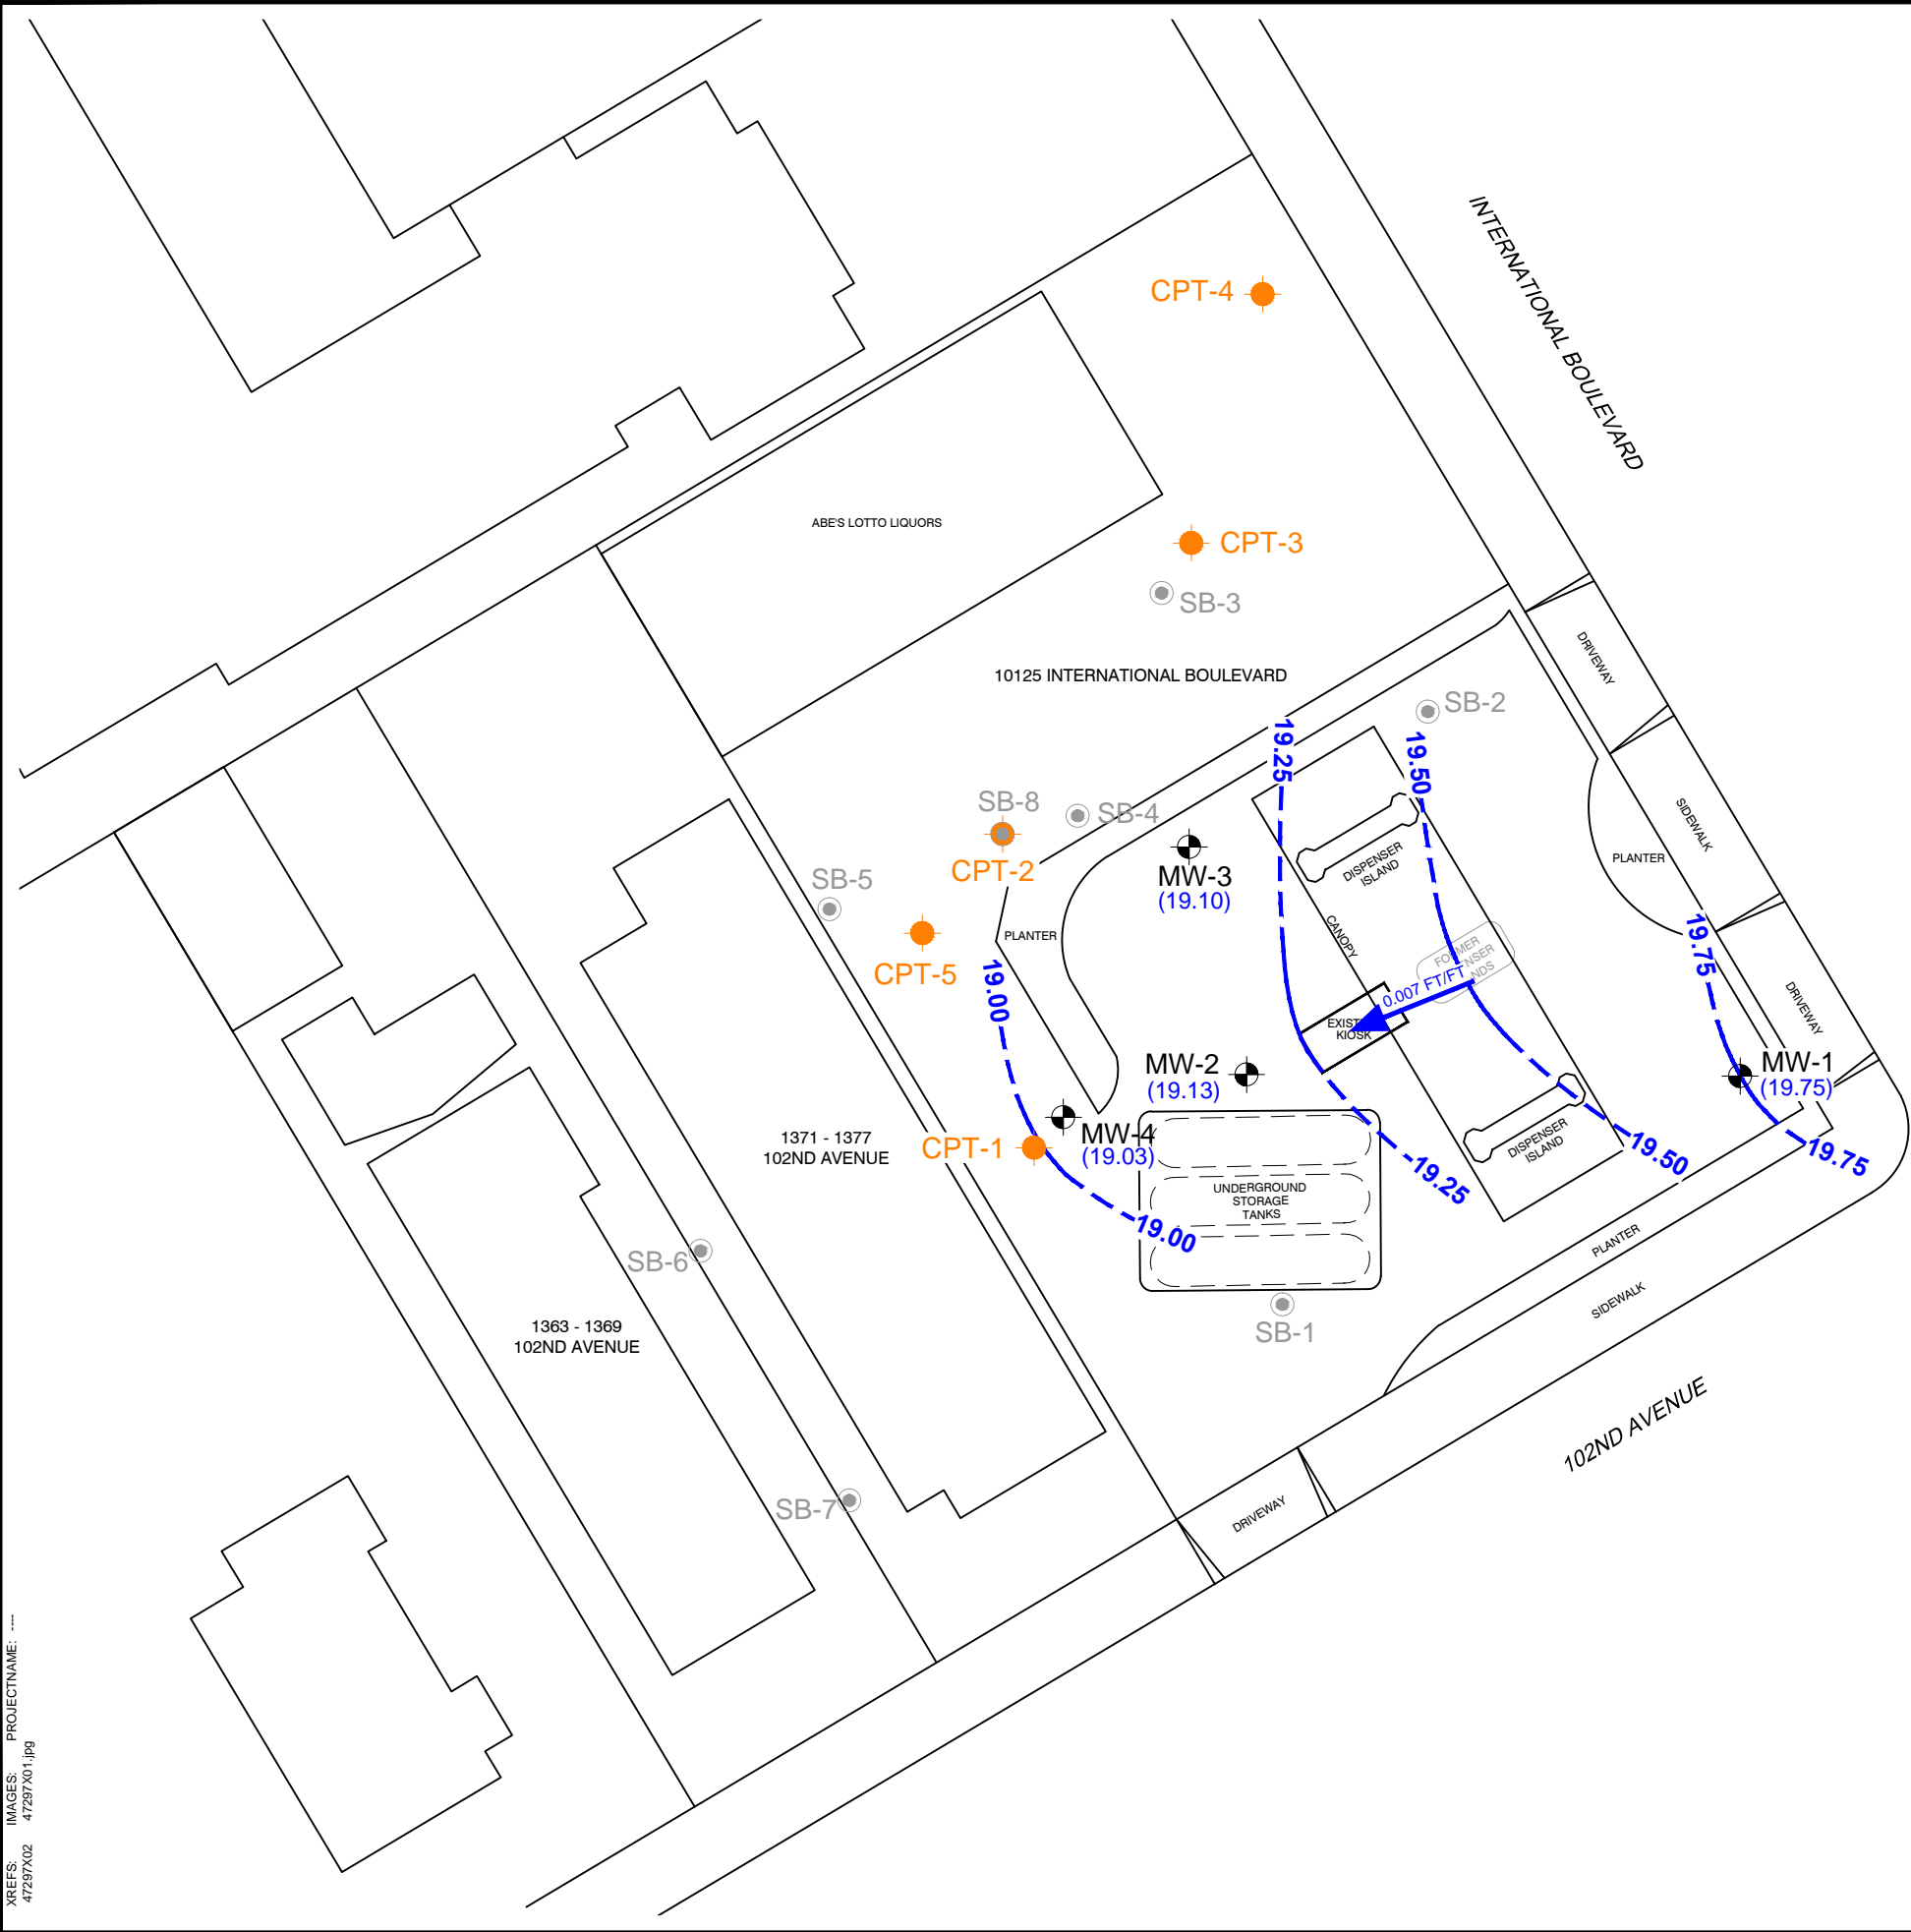 INTERNATIONAL BOULEVARD
CPT-4
ABE'S LOTTO LIQUORS
CPT-3
SB-3
10125 INTERNATIONAL BOULEVARD
DRIVEWAY
SB-2
19.25
19.50
SB-8
SB-4
CPT-2
SB-5
MW-3
(19.10)
DISPENSER
ISLAND
SIDEWALK
PLANTER
PLANTER
CANOPY
CPT-5
19.00
19.75
0.007 FT/FT
KIOSK
DRIVEWAY
MW-2
(19.13)
MW-1
(19.75)
MW-4
(19.03)
CPT-1
1371 - 1377
102ND AVENUE
DISPENSER
ISLAND
19.50
19.75
19.25
UNDERGROUND
STORAGE
TANKS
19.00
PLANTER
SB-6
SIDEWALK
SB-1
1363 - 1369
102ND AVENUE
102ND AVENUE
SB-7
DRIVEWAY
XREFS: IMAGES: PROJECTNAME: ----
47297X02 47297X01.jpg